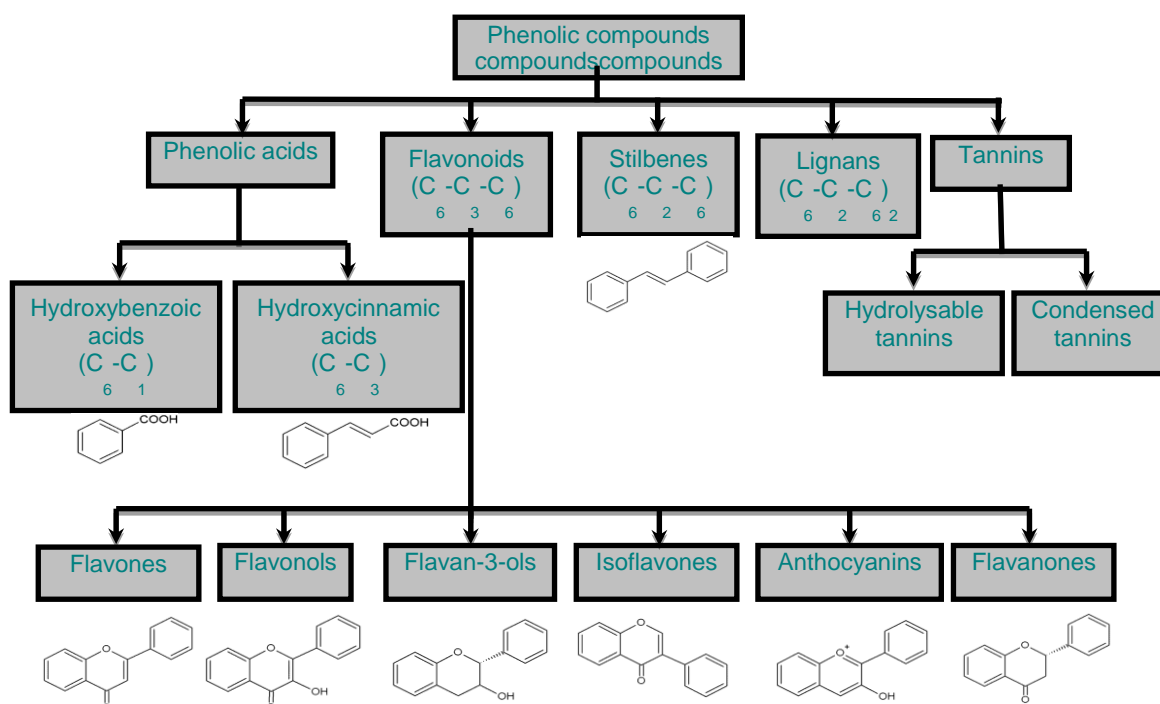 Phenolic compounds
compoundscompounds
Phenolic acids
Flavonoids
(C -C -C )
6 3 6
Stilbenes
(C -C -C )
6 2 6
Lignans
(C -C -C )
6 2 6 2
Tannins
Hydroxybenzoic
acids
(C -C )
6 1
Hydroxycinnamic
acids
(C -C )
6 3
Hydrolysable
tannins
Condensed
tannins
COOH
COOH
Flavones
Flavonols
Flavan-3-ols
Isoflavones
Anthocyanins
Flavanones
O
O
O
OH
O
OH
O
O
O+
OH
O
O